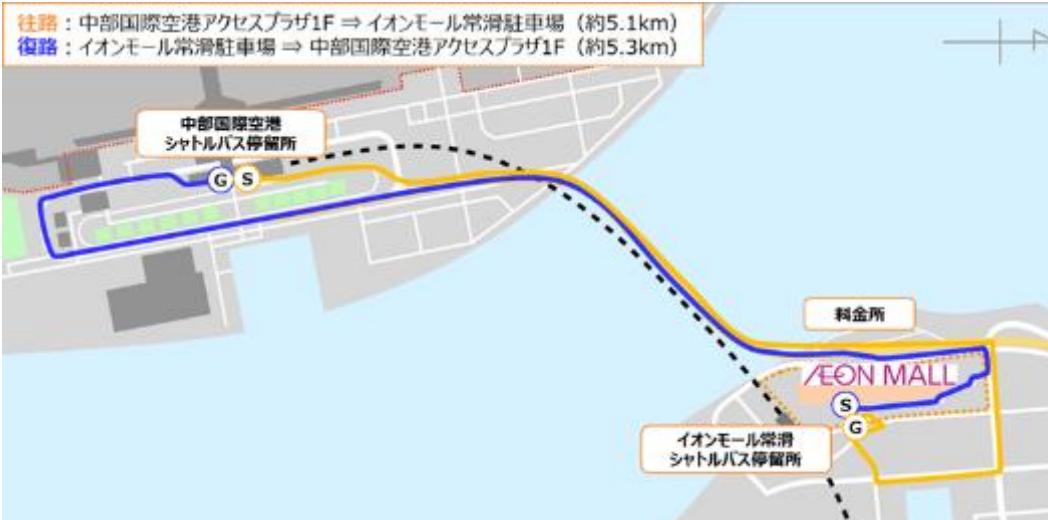 往路：中部国際空港アクセスプラザ1F ⇒ イオンモール常滑駐車場（約5.1km）
復路：イオンモール常滑駐車場 ⇒ 中部国際空港アクセスプラザ1F（約5.3km）
中部国際空港
シャトルバス停留所
G
S
料金所
ÆON MALL
S
G
イオンモール常滑
シャトルバス停留所